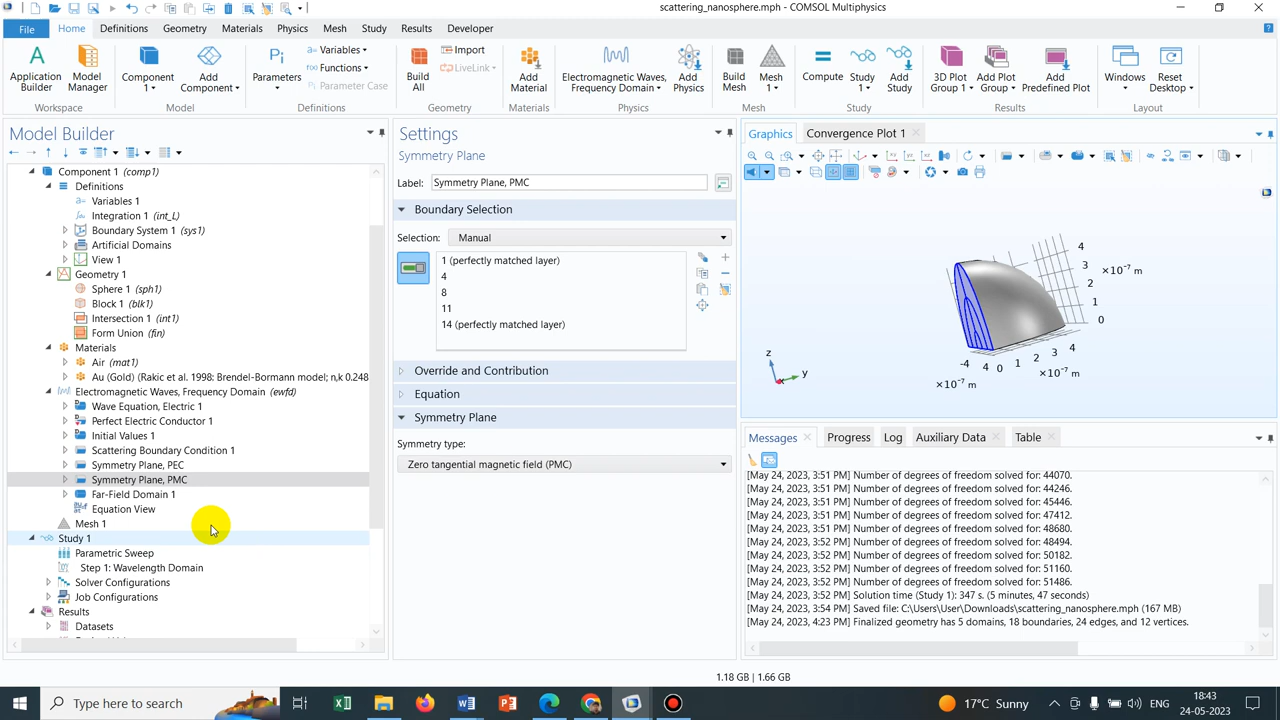 scattering_nanosphere.mph - COMSOL Multiphysics
File Home Definitions Geometry Materials Physics Mesh Study Results Developer
Application Builder
Model Manager
Workspace
Component 1
Add Component
Model
Parameters
Variables
Functions
Parameter Case
Definitions
Build All
Import
LiveLink
Geometry
Add Material
Materials
Electromagnetic Waves, Frequency Domain
Add Physics
Physics
Build Mesh
Mesh 1
Mesh
Compute
Study 1
Add Study
Study
3D Plot Group 1
Add Plot Group
Add Predefined Plot
Results
Windows
Reset Desktop
Layout
Model Builder
Component 1 (comp1)
Definitions
Variables 1
Integration 1 (int_L)
Boundary System 1 (sys1)
Artificial Domains
View 1
Geometry 1
Sphere 1 (sph1)
Block 1 (blk1)
Intersection 1 (int1)
Form Union (fin)
Materials
Air (mat1)
Au (Gold) (Rakic et al. 1998: Brendel-Bormann model; n,k 0.248
Electromagnetic Waves, Frequency Domain (ewfd)
Wave Equation, Electric 1
Perfect Electric Conductor 1
Initial Values 1
Scattering Boundary Condition 1
Symmetry Plane, PEC
Symmetry Plane, PMC
Far-Field Domain 1
Equation View
Mesh 1
Study 1
Parametric Sweep
Step 1: Wavelength Domain
Solver Configurations
Job Configurations
Results
Datasets
Settings
Symmetry Plane
Label: Symmetry Plane, PMC
Boundary Selection
Selection: Manual
1 (perfectly matched layer)
4
8
11
14 (perfectly matched layer)
Override and Contribution
Equation
Symmetry Plane
Symmetry type:
Zero tangential magnetic field (PMC)
Graphics Convergence Plot 1
4
3 ×10⁻⁷ m
2
1
0
z
y
-4 4 0 1 2 3 4
×10⁻⁷ m ×10⁻⁷ m
Messages Progress Log Auxiliary Data Table
[May 24, 2023, 3:51 PM] Number of degrees of freedom solved for: 44070.
[May 24, 2023, 3:51 PM] Number of degrees of freedom solved for: 44246.
[May 24, 2023, 3:51 PM] Number of degrees of freedom solved for: 45446.
[May 24, 2023, 3:51 PM] Number of degrees of freedom solved for: 47412.
[May 24, 2023, 3:51 PM] Number of degrees of freedom solved for: 48680.
[May 24, 2023, 3:52 PM] Number of degrees of freedom solved for: 48494.
[May 24, 2023, 3:52 PM] Number of degrees of freedom solved for: 50182.
[May 24, 2023, 3:52 PM] Number of degrees of freedom solved for: 51160.
[May 24, 2023, 3:52 PM] Number of degrees of freedom solved for: 51486.
[May 24, 2023, 3:52 PM] Solution time (Study 1): 347 s. (5 minutes, 47 seconds)
[May 24, 2023, 3:54 PM] Saved file: C:\Users\User\Downloads\scattering_nanosphere.mph (167 MB)
[May 24, 2023, 4:23 PM] Finalized geometry has 5 domains, 18 boundaries, 24 edges, and 12 vertices.
1.18 GB | 1.66 GB
Type here to search
17°C Sunny
ENG
18:43
24-05-2023